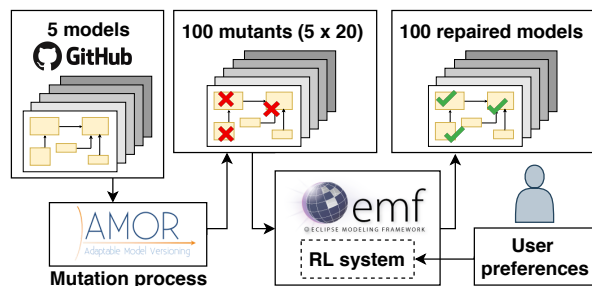 5 models
GitHub
100 mutants (5 x 20)
100 repaired models
AMOR
Adaptable Model Versioning
Mutation process
emf
@ECLIPSE MODELING FRAMEWORK
RL system
User
preferences